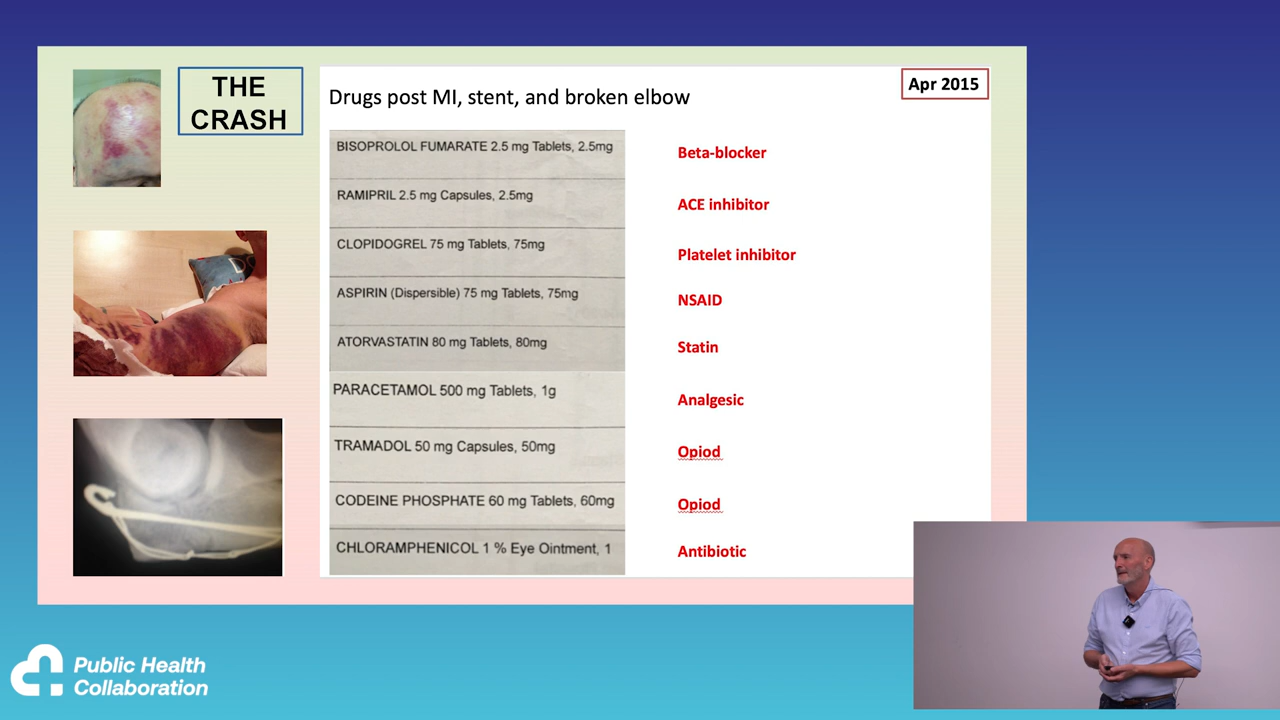 THE
CRASH
Drugs post MI, stent, and broken elbow
Apr 2015
BISOPROLOL FUMARATE 2.5 mg Tablets, 2.5mg
Beta-blocker
RAMIPRIL 2.5 mg Capsules, 2.5mg
ACE inhibitor
CLOPIDOGREL 75 mg Tablets, 75mg
Platelet inhibitor
ASPIRIN (Dispersible) 75 mg Tablets, 75mg
NSAID
ATORVASTATIN 80 mg Tablets, 80mg
Statin
PARACETAMOL 500 mg Tablets, 1g
Analgesic
TRAMADOL 50 mg Capsules, 50mg
Opiod
CODEINE PHOSPHATE 60 mg Tablets, 60mg
Opiod
CHLORAMPHENICOL 1 % Eye Ointment, 1
Antibiotic
Public Health
Collaboration